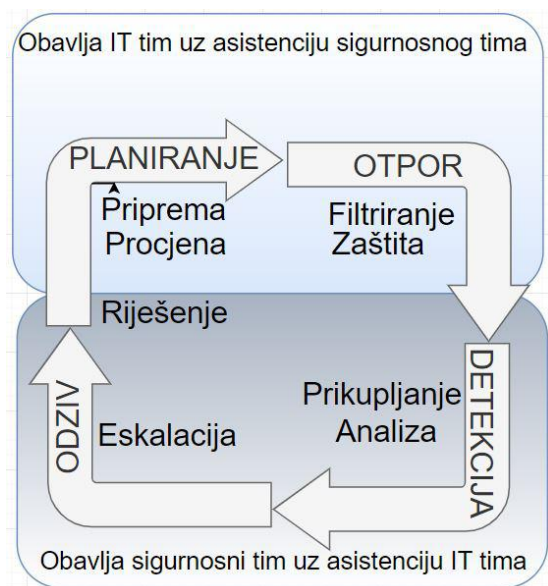 Obavlja IT tim uz asistenciju sigurnosnog tima
PLANIRANJE
OTPOR
Priprema
Procjena
Filtriranje
Zaštita
Riješenje
DETEKCIJA
Prikupljanje
Analiza
ODZIV
Eskalacija
Obavlja sigurnosni tim uz asistenciju IT tima